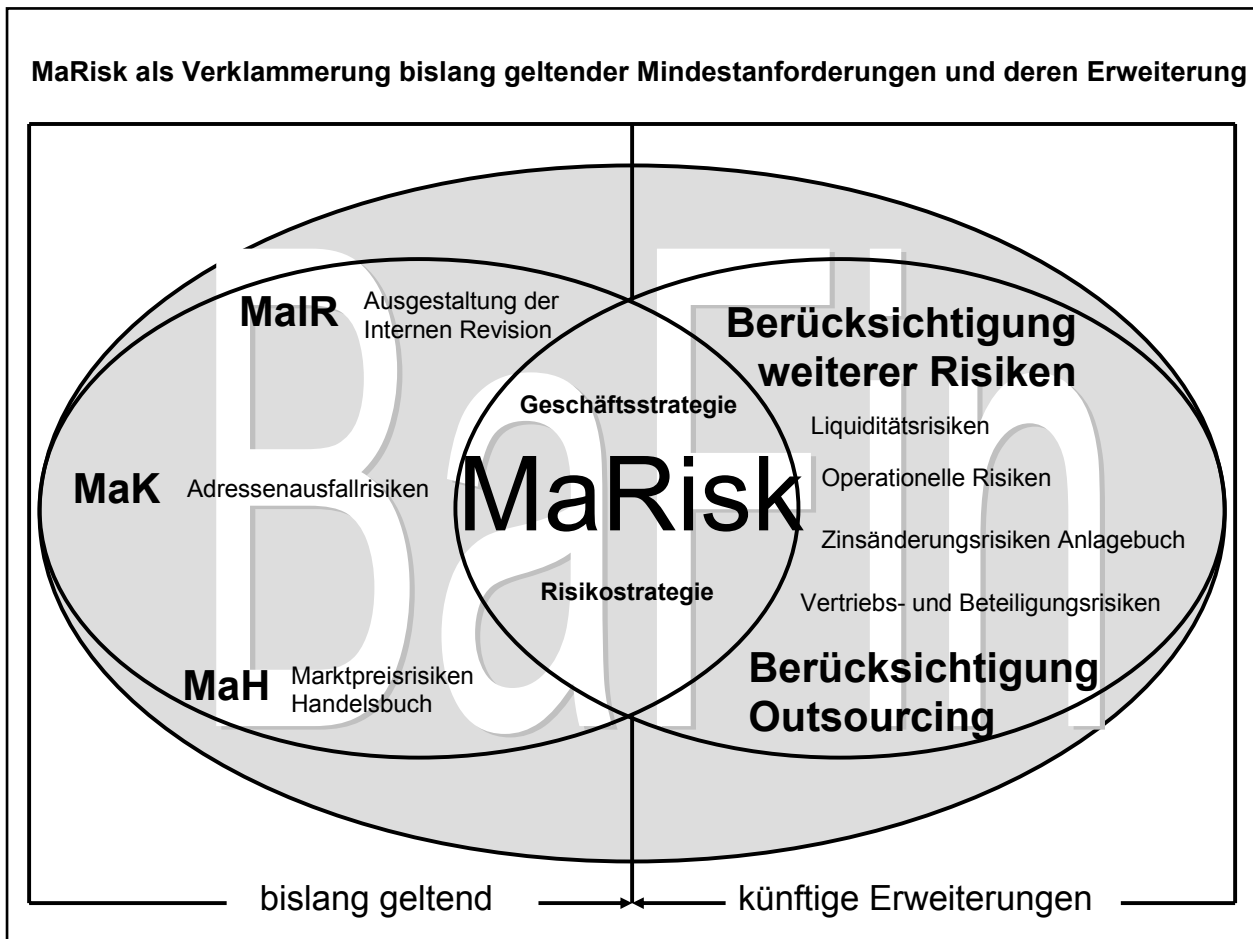 MaRisk als Verklammerung bislang geltender Mindestanforderungen und deren Erweiterung
BaFin
MaIR
Ausgestaltung der
Internen Revision
MaK
Adressenausfallrisiken
MaH
Marktpreisrisiken
Handelsbuch
Geschäftsstrategie
MaRisk
Risikostrategie
Berücksichtigung
weiterer Risiken
Liquiditätsrisiken
Operationelle Risiken
Zinsänderungsrisiken Anlagebuch
Vertriebs- und Beteiligungsrisiken
Berücksichtigung
Outsourcing
bislang geltend
künftige Erweiterungen